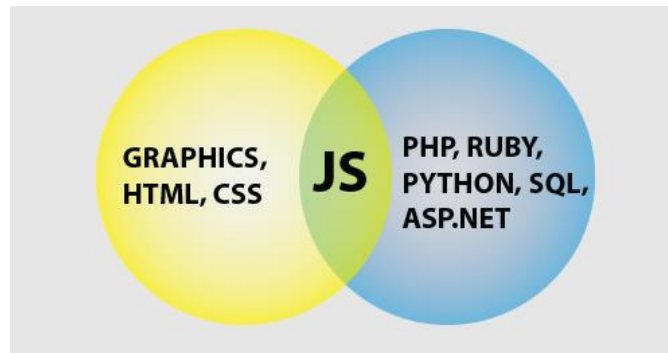 GRAPHICS,
HTML, CSS
JS
PHP, RUBY,
PYTHON, SQL,
ASP.NET